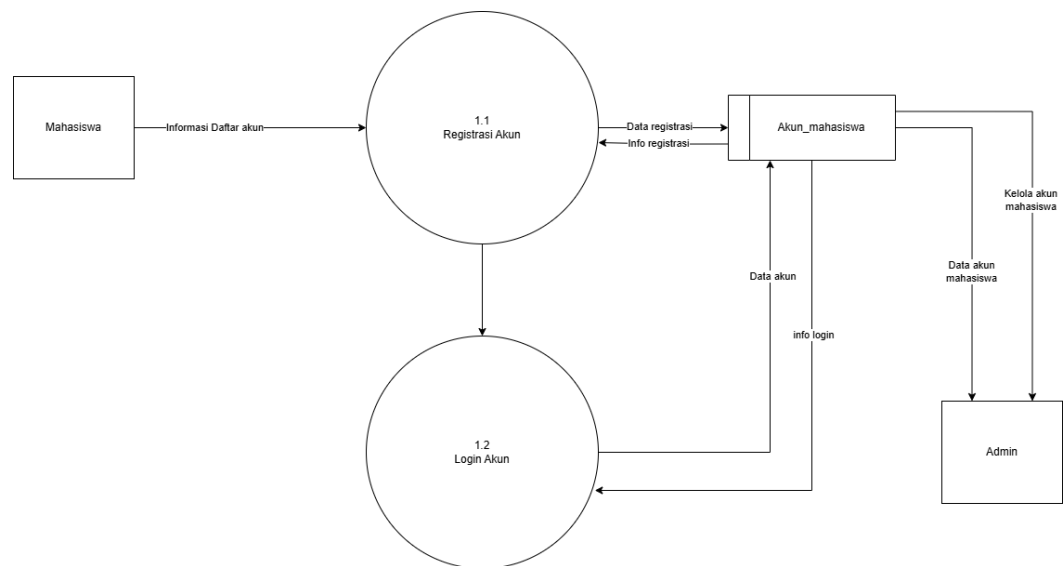 Mahasiswa
Informasi Daftar akun
1.1
Registrasi Akun
Data registrasi
Info registrasi
Akun_mahasiswa
Kelola akun
mahasiswa
Data akun
mahasiswa
Data akun
info login
1.2
Login Akun
Admin